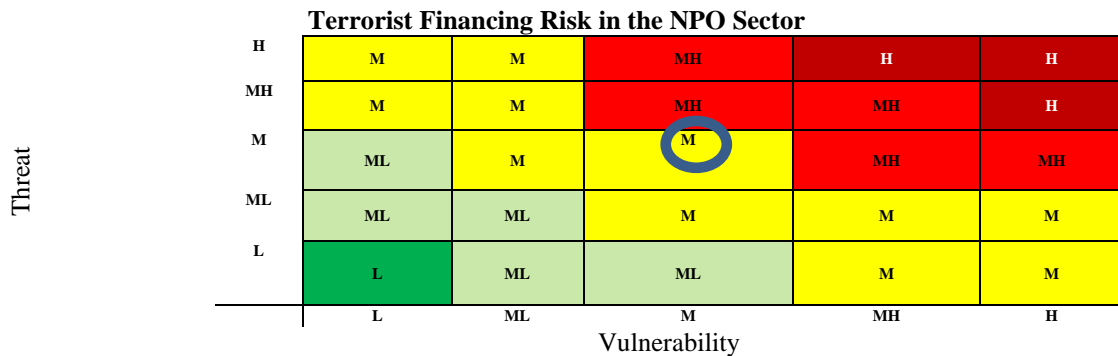 Terrorist Financing Risk in the NPO Sector
H M M MH H H
MH M M MH MH H
M ML M M MH MH
Threat
ML ML ML M M M
L L ML ML M M
L ML M MH H
Vulnerability